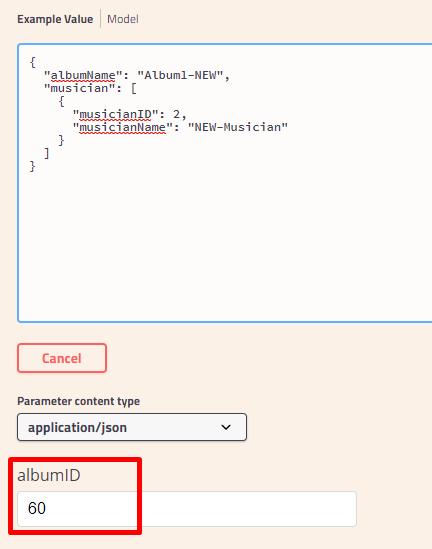 Example Value Model
{
"albumName": "Album1-NEW",
"musician": [
{
"musicianID": 2,
"musicianName": "NEW-Musician"
}
]
}
Cancel
Parameter content type
application/json
albumID
60